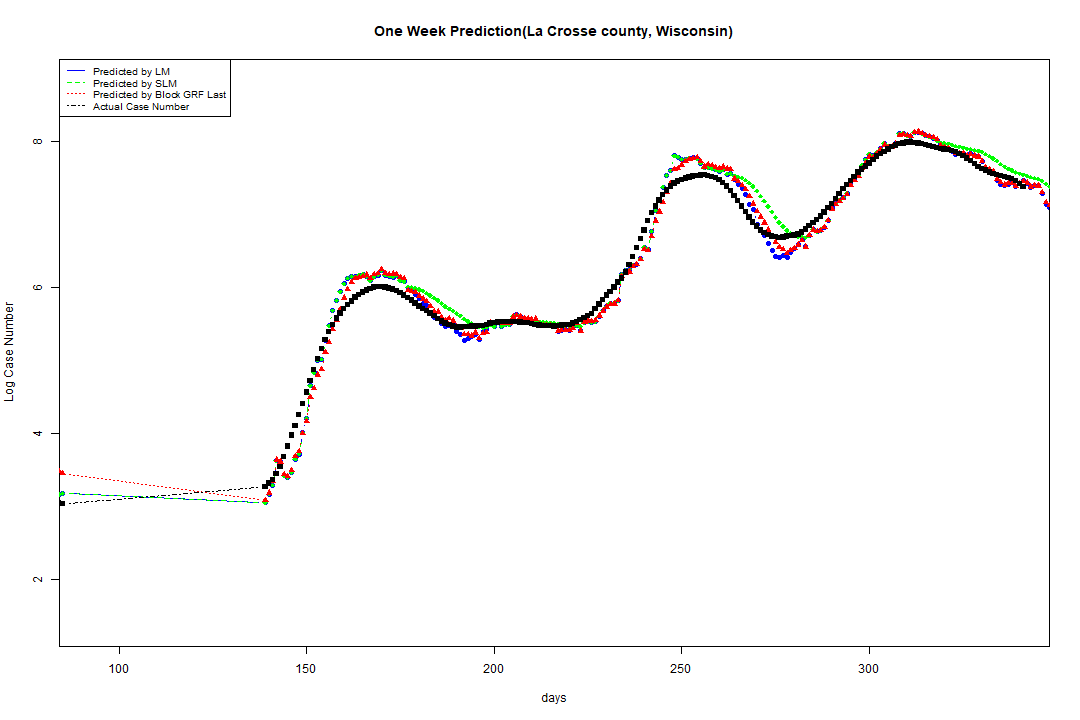 One Week Prediction(La Crosse county, Wisconsin)
Predicted by LM
Predicted by SLM
Predicted by Block GRF Last
Actual Case Number
8
6
4
2
Log Case Number
100 150 200 250 300
days